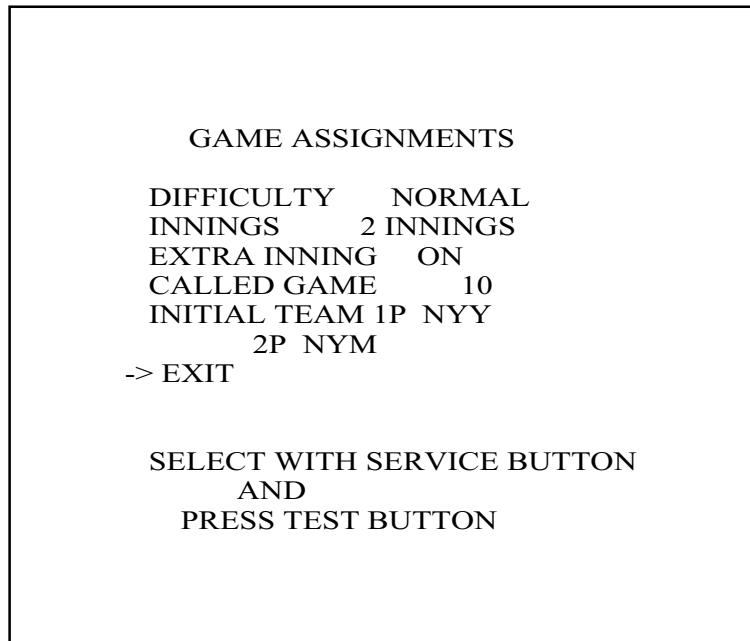 GAME ASSIGNMENTS
DIFFICULTY NORMAL
INNINGS 2 INNINGS
EXTRA INNING ON
CALLED GAME 10
INITIAL TEAM 1P NYY
2P NYM
-> EXIT
SELECT WITH SERVICE BUTTON
AND
PRESS TEST BUTTON